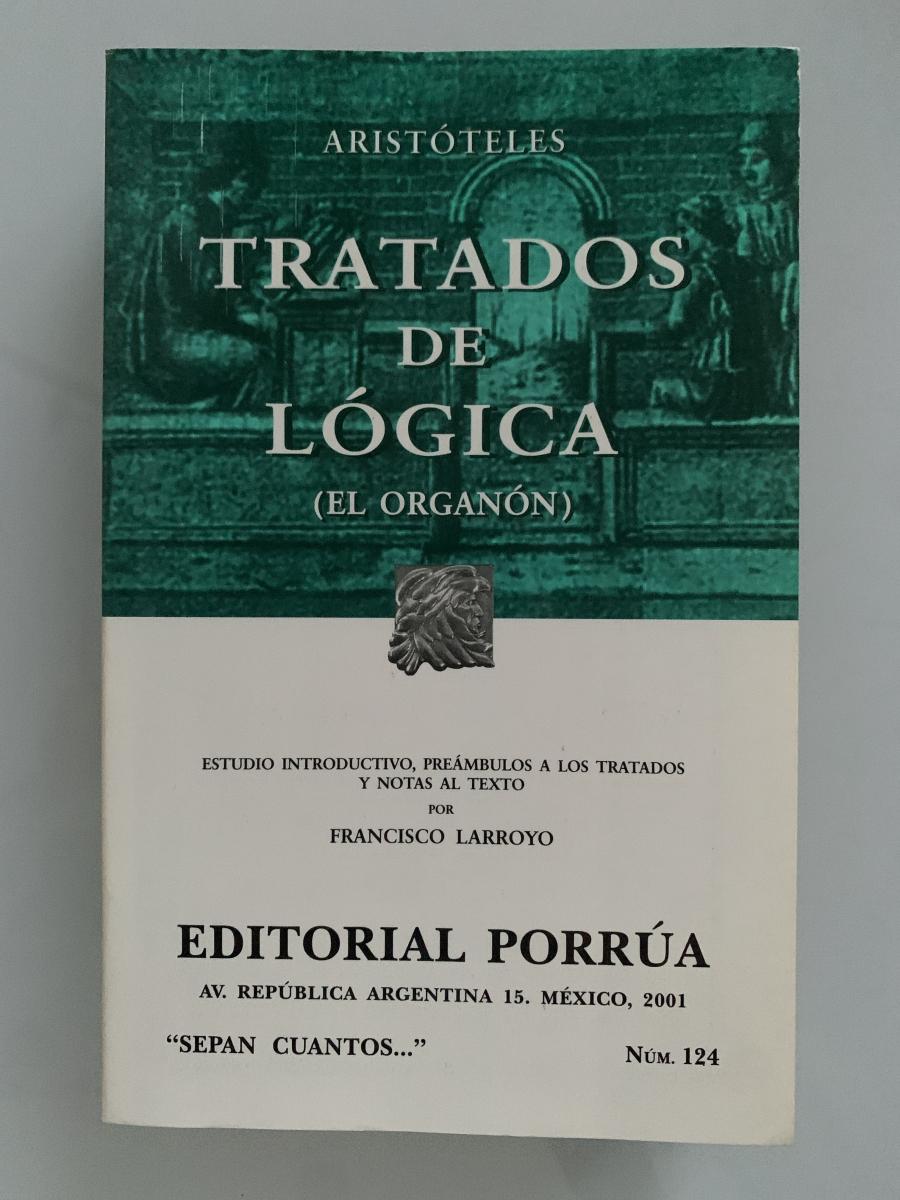 ARISTÓTELES
TRATADOS
DE
LÓGICA
(EL ORGANÓN)
ESTUDIO INTRODUCTIVO, PREÁMBULOS A LOS TRATADOS
Y NOTAS AL TEXTO
POR
FRANCISCO LARROYO
EDITORIAL PORRÚA
AV. REPÚBLICA ARGENTINA 15. MÉXICO, 2001
“SEPAN CUANTOS...”
NÚM. 124